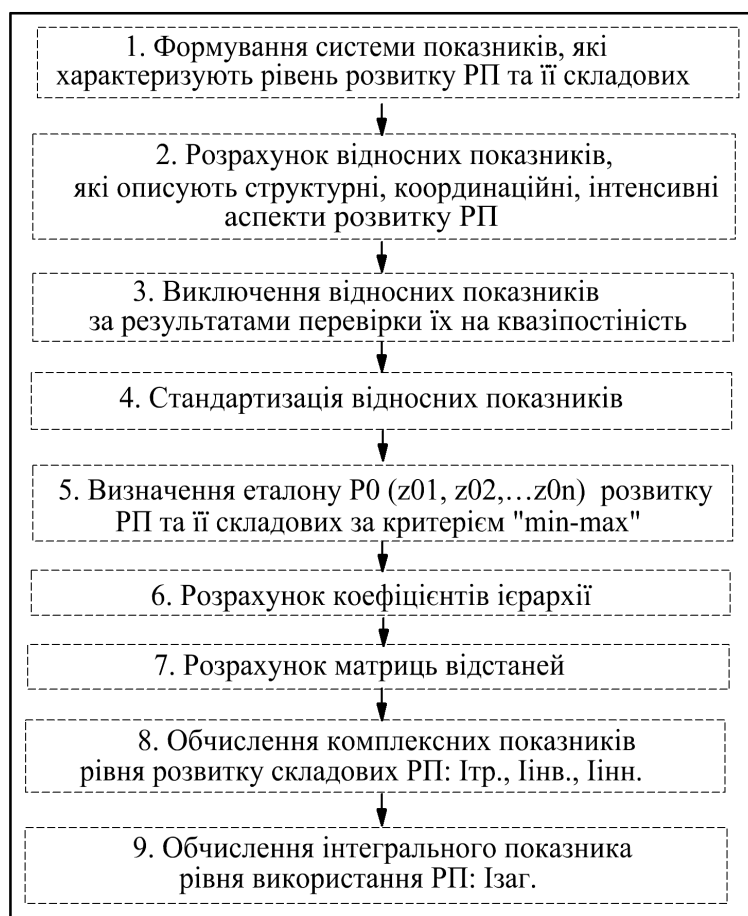 1. Формування системи показників, які
характеризують рівень розвитку РП та її складових
2. Розрахунок відносних показників,
які описують структурні, координаційні, інтенсивні
аспекти розвитку РП
3. Виключення відносних показників
за результатами перевірки їх на квазіпостіність
4. Стандартизація відносних показників
5. Визначення еталону P0 (z01, z02,...z0n) розвитку
РП та її складових за критерієм "min-max"
6. Розрахунок коефіцієнтів ієрархії
7. Розрахунок матриць відстаней
8. Обчислення комплексних показників
рівня розвитку складових РП: Ітр., Іінв., Іінн.
9. Обчислення інтегрального показника
рівня використання РП: Ізаг.